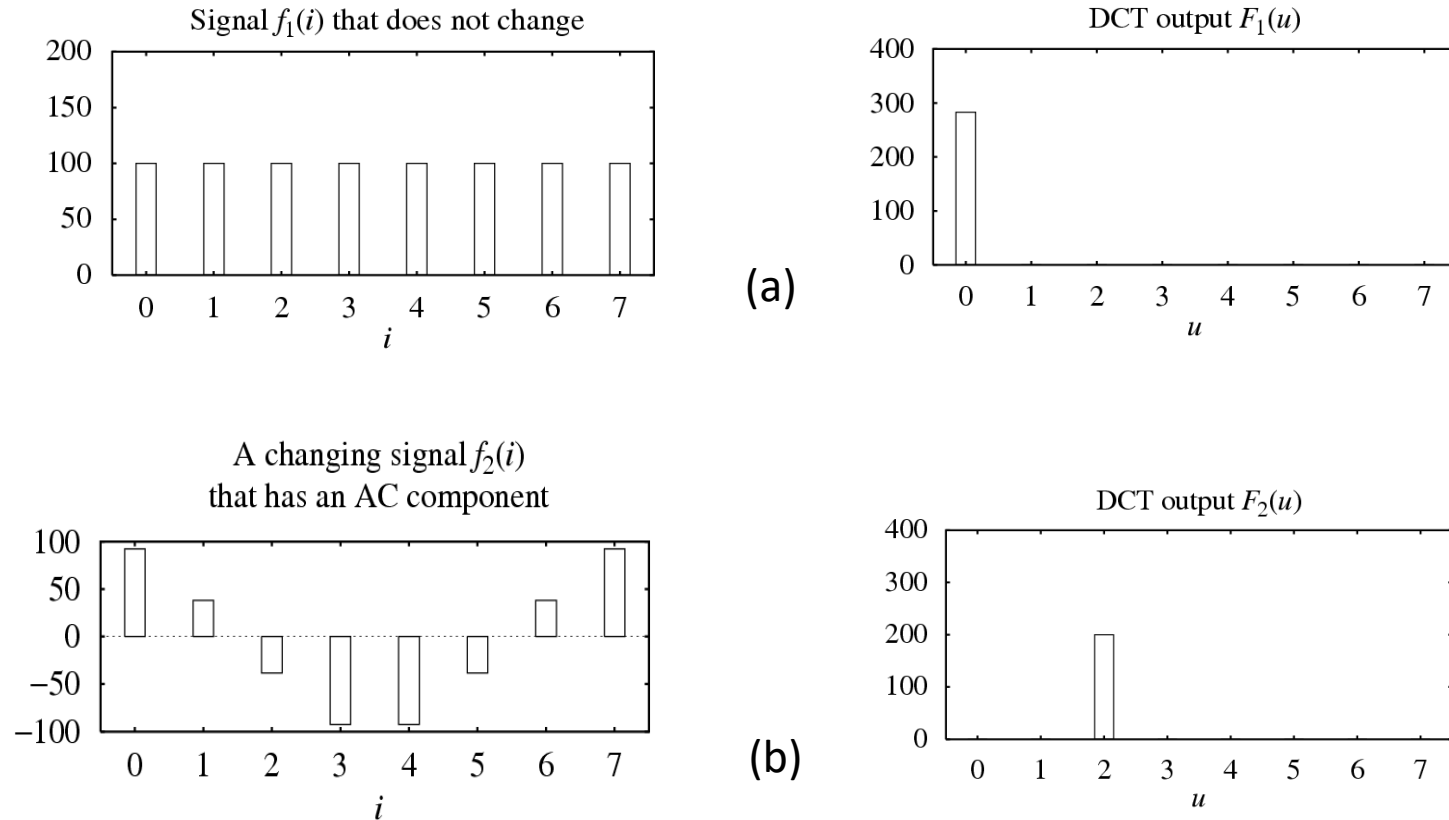 Signal f₁(i) that does not change
200
150
100
50
0
0 1 2 3 4 5 6 7
i
(a)
DCT output F₁(u)
400
300
200
100
0
0 1 2 3 4 5 6 7
u
A changing signal f₂(i)
that has an AC component
100
50
0
−50
−100
0 1 2 3 4 5 6 7
i
(b)
DCT output F₂(u)
400
300
200
100
0
0 1 2 3 4 5 6 7
u